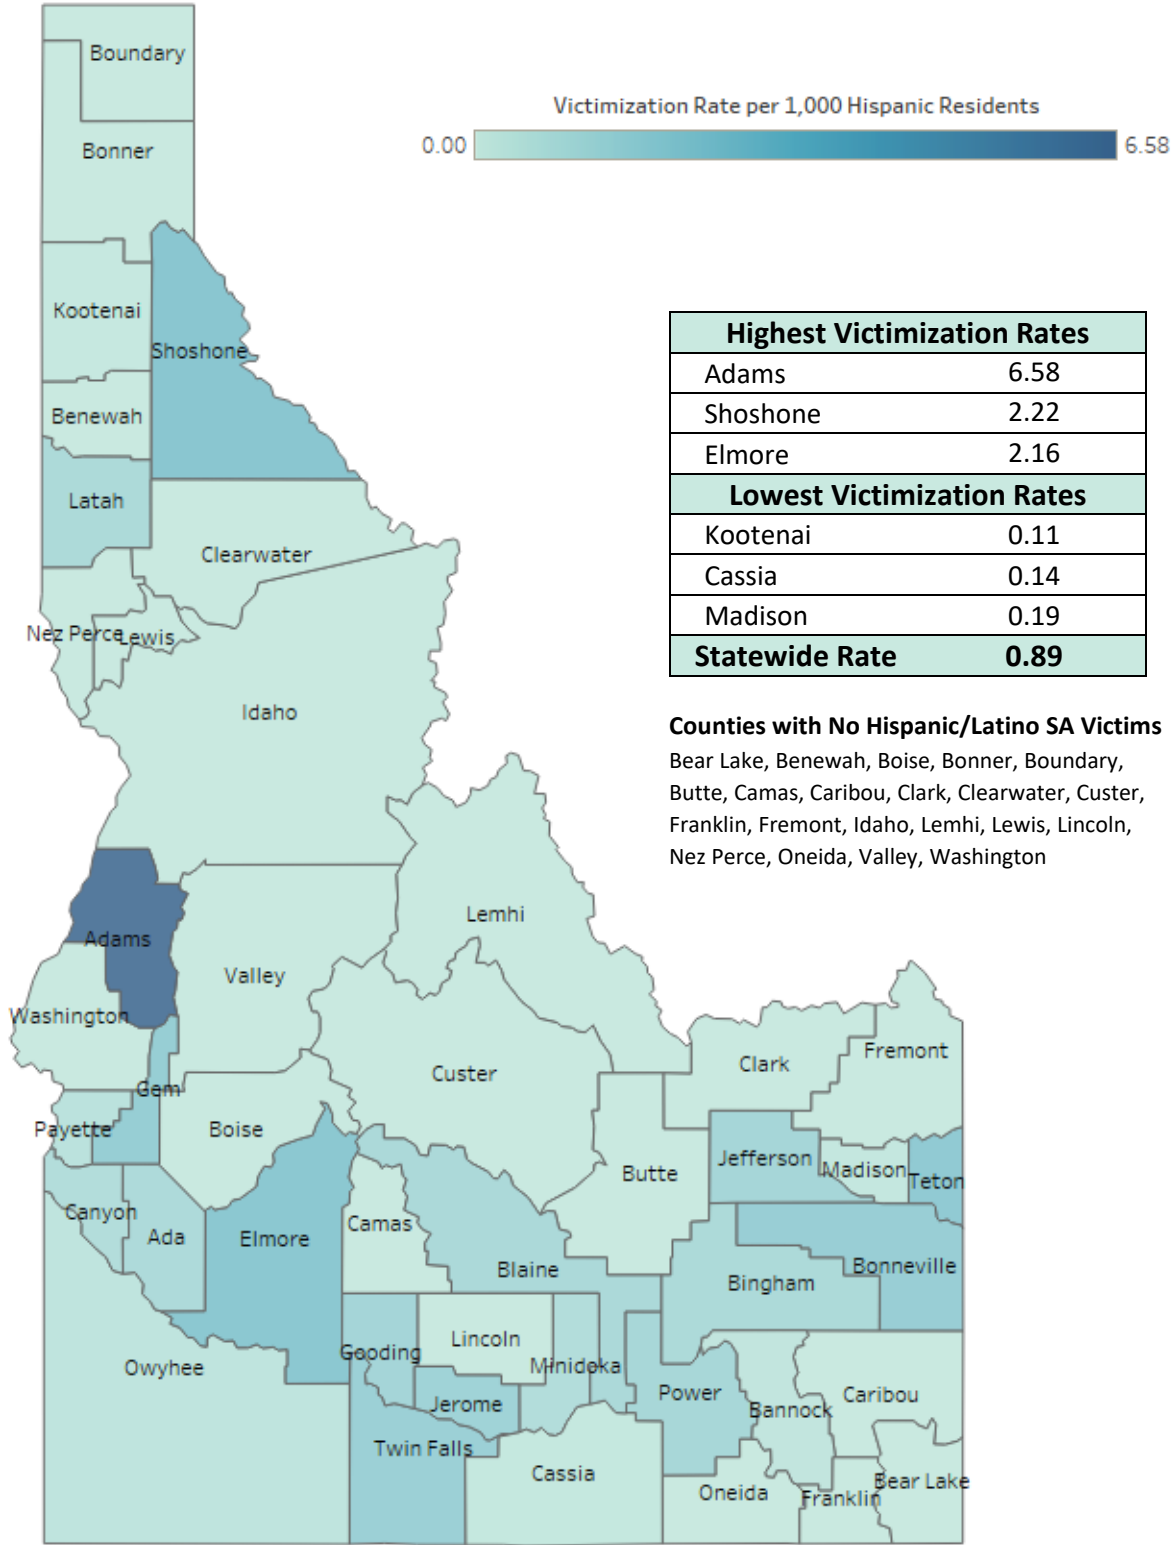 Boundary
Victimization Rate per 1,000 Hispanic Residents
0.00
6.58
Bonner
Kootenai
Shoshone
Benewah
Latah
Clearwater
Nez Perce
Lewis
Idaho
Highest Victimization Rates
Adams 6.58
Shoshone 2.22
Elmore 2.16
Lowest Victimization Rates
Kootenai 0.11
Cassia 0.14
Madison 0.19
Statewide Rate 0.89
Counties with No Hispanic/Latino SA Victims
Bear Lake, Benewah, Boise, Bonner, Boundary,
Butte, Camas, Caribou, Clark, Clearwater, Custer,
Franklin, Fremont, Idaho, Lemhi, Lewis, Lincoln,
Nez Perce, Oneida, Valley, Washington
Lemhi
Adams
Valley
Washington
Fremont
Clark
Custer
Gem
Payette
Boise
Jefferson
Madison
Butte
Teton
Canyon
Camas
Ada
Elmore
Blaine
Bonneville
Bingham
Lincoln
Gooding
Minidoka
Owyhee
Power
Caribou
Jerome
Bannock
Twin Falls
Cassia
Bear Lake
Oneida
Franklin